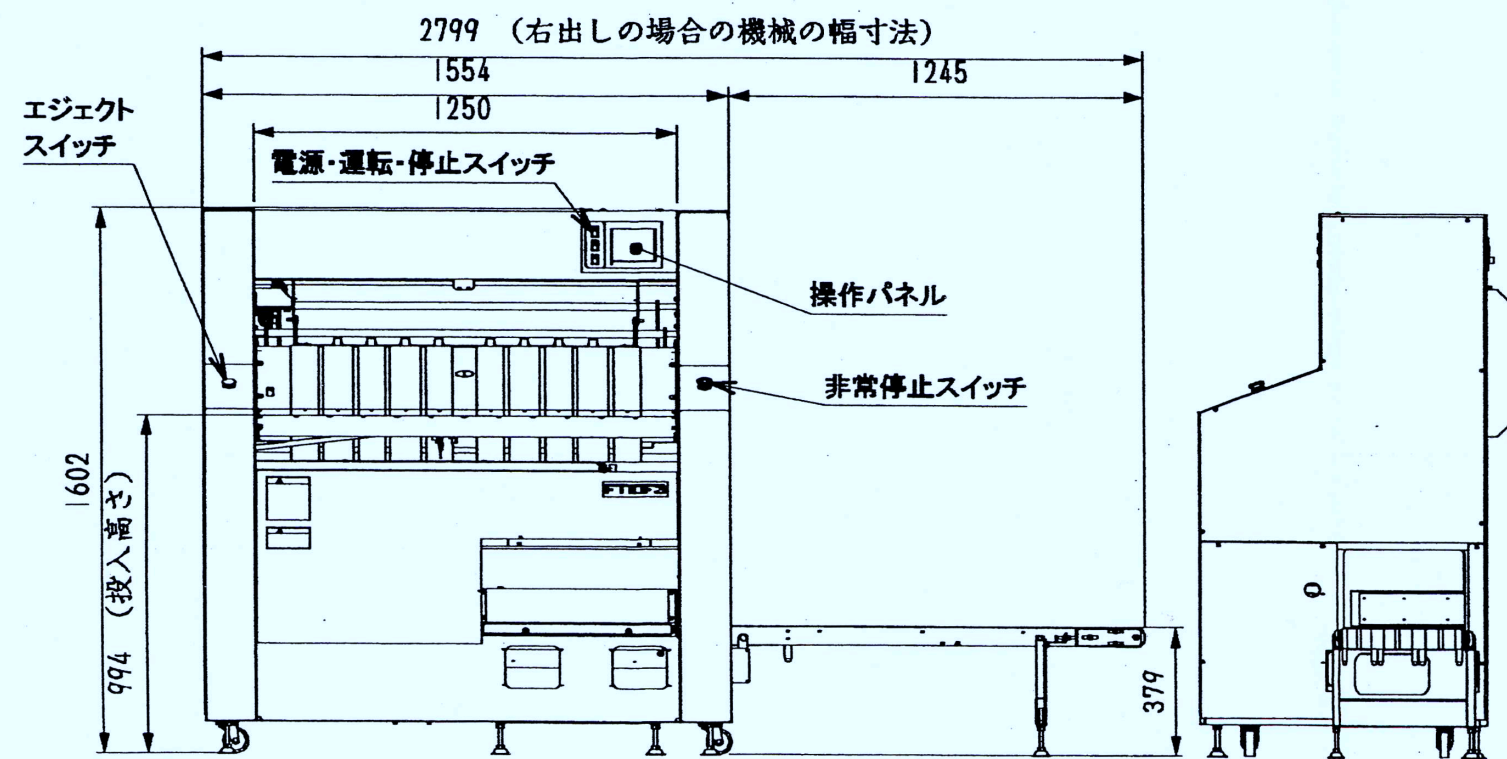 2799 (右出しの場合の機械の幅寸法)
1554
1245
1250
エジェクト
スイッチ
電源・運転・停止スイッチ
操作パネル
非常停止スイッチ
1602
994 (投入高さ)
379